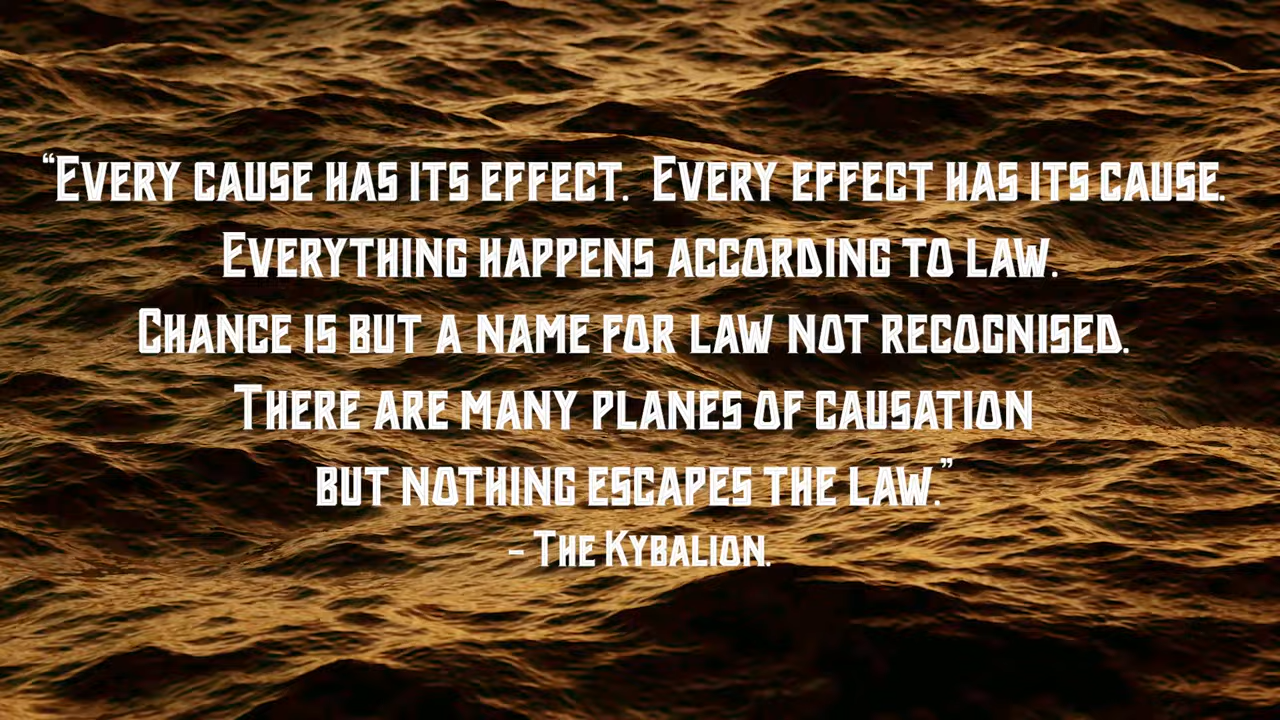 “Every cause has its effect. Every effect has its cause.
Everything happens according to law.
Chance is but a name for law not recognised.
There are many planes of causation
but nothing escapes the law.”
- The Kybalion.